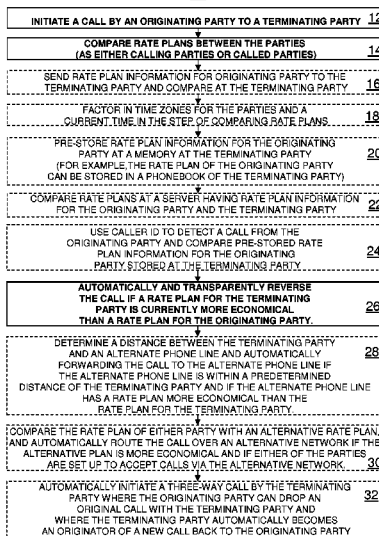 INITIATE A CALL BY AN ORIGINATING PARTY TO A TERMINATING PARTY 12
COMPARE RATE PLANS BETWEEN THE PARTIES
(AS EITHER CALLING PARTIES OR CALLED PARTIES) 14
SEND RATE PLAN INFORMATION FOR ORIGINATING PARTY TO THE
TERMINATING PARTY AND COMPARE AT THE TERMINATING PARTY 16
FACTOR IN TIME ZONES FOR THE PARTIES AND A
CURRENT TIME IN THE STEP OF COMPARING RATE PLANS 18
PRE-STORE RATE PLAN INFORMATION FOR THE ORIGINATING
PARTY AT A MEMORY AT THE TERMINATING PARTY 20
(FOR EXAMPLE,THE RATE PLAN OF THE ORIGINATING PARTY
CAN BE STORED IN A PHONEBOOK OF THE TERMINATING PARTY)
COMPARE RATE PLANS AT A SERVER HAVING RATE PLAN INFORMATION
FOR THE ORIGINATING PARTY AND THE TERMINATING PARTY 22
USE CALLER ID TO DETECT A CALL FROM THE
ORIGINATING PARTY AND COMPARE PRE-STORED RATE
PLAN INFORMATION FOR THE ORIGINATING 24
PARTY STORED AT THE TERMINATING PARTY
AUTOMATICALLY AND TRANSPARENTLY REVERSE
THE CALL IF A RATE PLAN FOR THE TERMINATING 26
PARTY IS CURRENTLY MORE ECONOMICAL
THAN A RATE PLAN FOR THE ORIGINATING PARTY.
DETERMINE A DISTANCE BETWEEN THE TERMINATING PARTY
AND AN ALTERNATE PHONE LINE AND AUTOMATICALLY 28
FORWARDING THE CALL TO THE ALTERNATE PHONE LINE IF
THE ALTERNATE PHONE LINE IS WITHIN A PREDETERMINED
DISTANCE OF THE TERMINATING PARTY AND IF THE ALTERNATE PHONE LINE
HAS A RATE PLAN MORE ECONOMICAL THAN THE
RATE PLAN FOR THE TERMINATING PARTY.
COMPARE THE RATE PLAN OF EITHER PARTY WITH AN ALTERNATIVE RATE PLAN,
AND AUTOMATICALLY ROUTE THE CALL OVER AN ALTERNATIVE NETWORK IF THE
ALTERNATIVE PLAN IS MORE ECONOMICAL AND IF EITHER OF THE PARTIES
ARE SET UP TO ACCEPT CALLS VIA THE ALTERNATIVE NETWORK. 30
AUTOMATICALLY INITIATE A THREE-WAY CALL BY THE TERMINATING
PARTY WHERE THE ORIGINATING PARTY CAN DROP AN 32
ORIGINAL CALL WITH THE TERMINATING PARTY AND
WHERE THE TERMINATING PARTY AUTOMATICALLY BECOMES
AN ORIGINATOR OF A NEW CALL BACK TO THE ORIGINATING PARTY